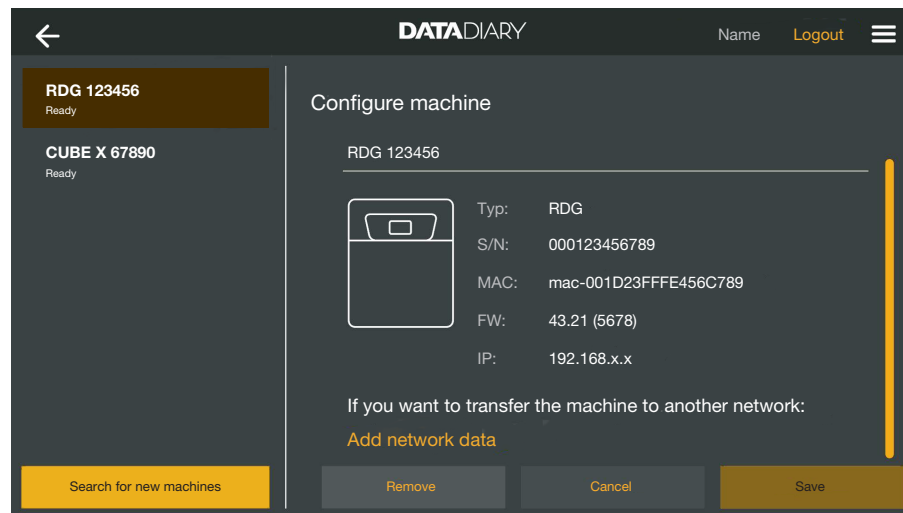 DATADIARY
Name
Logout
RDG 123456
Ready
CUBE X 67890
Ready
Search for new machines
Configure machine
RDG 123456
Typ: RDG
S/N: 000123456789
MAC: mac-001D23FFFE456C789
FW: 43.21 (5678)
IP: 192.168.x.x
If you want to transfer the machine to another network:
Add network data
Remove
Cancel
Save